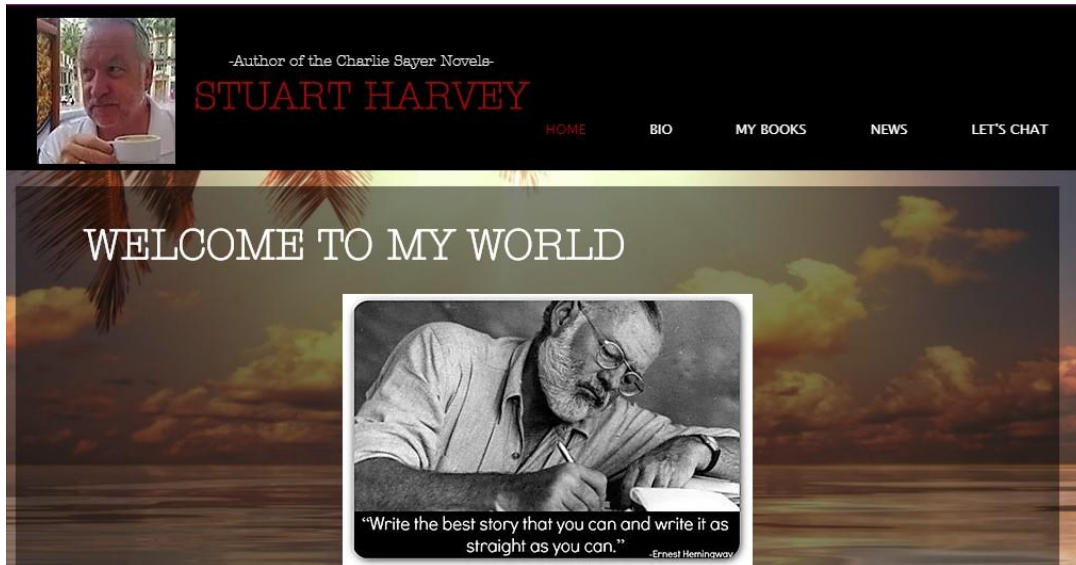 -Author of the Charlie Sayer Novels-
STUART HARVEY
HOME BIO MY BOOKS NEWS LET'S CHAT
WELCOME TO MY WORLD
“Write the best story that you can and write it as
straight as you can.”
-Ernest Hemingway